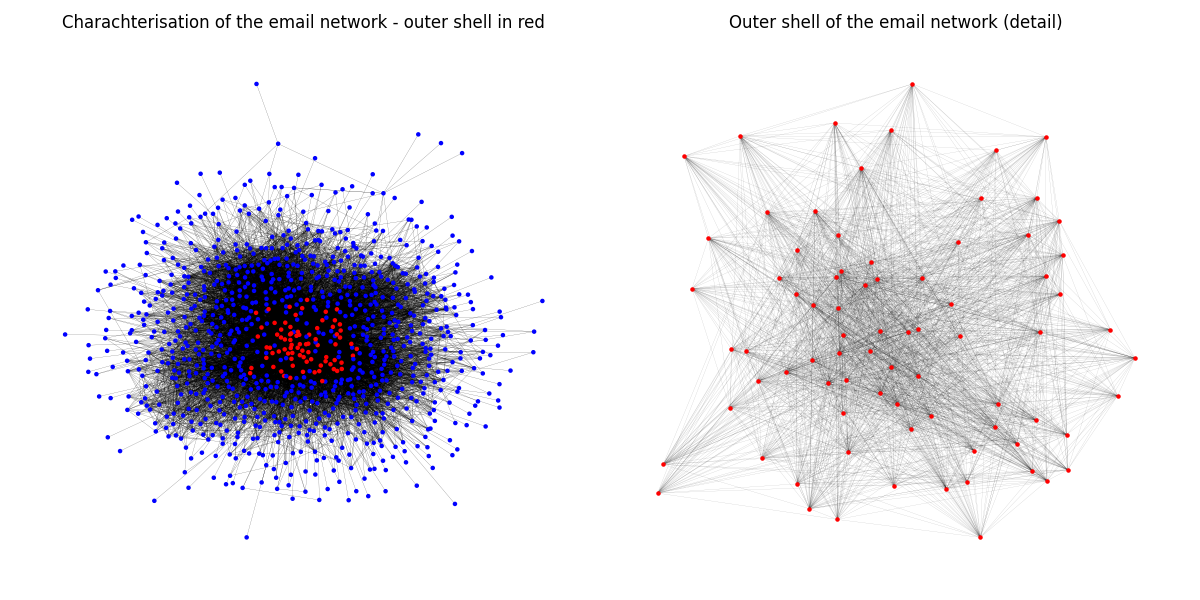 Charachterisation of the email network - outer shell in red
Outer shell of the email network (detail)